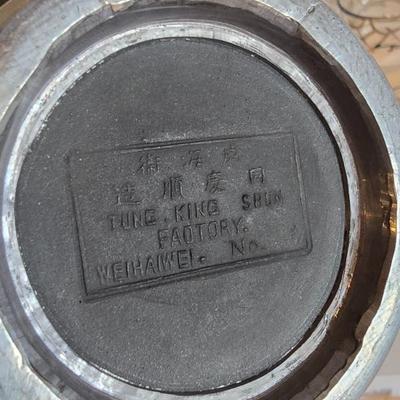 衛海威
造順慶同
TUNG. KING SHUN
FACTORY.
WEIHAIWEI. No